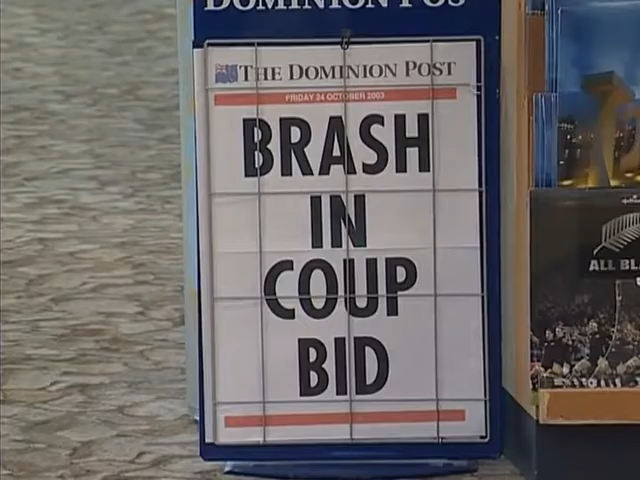 DOMINION POS
THE DOMINION POST
FRIDAY 24 OCTOBER 2003
BRASH
IN
COUP
BID
ALL BL